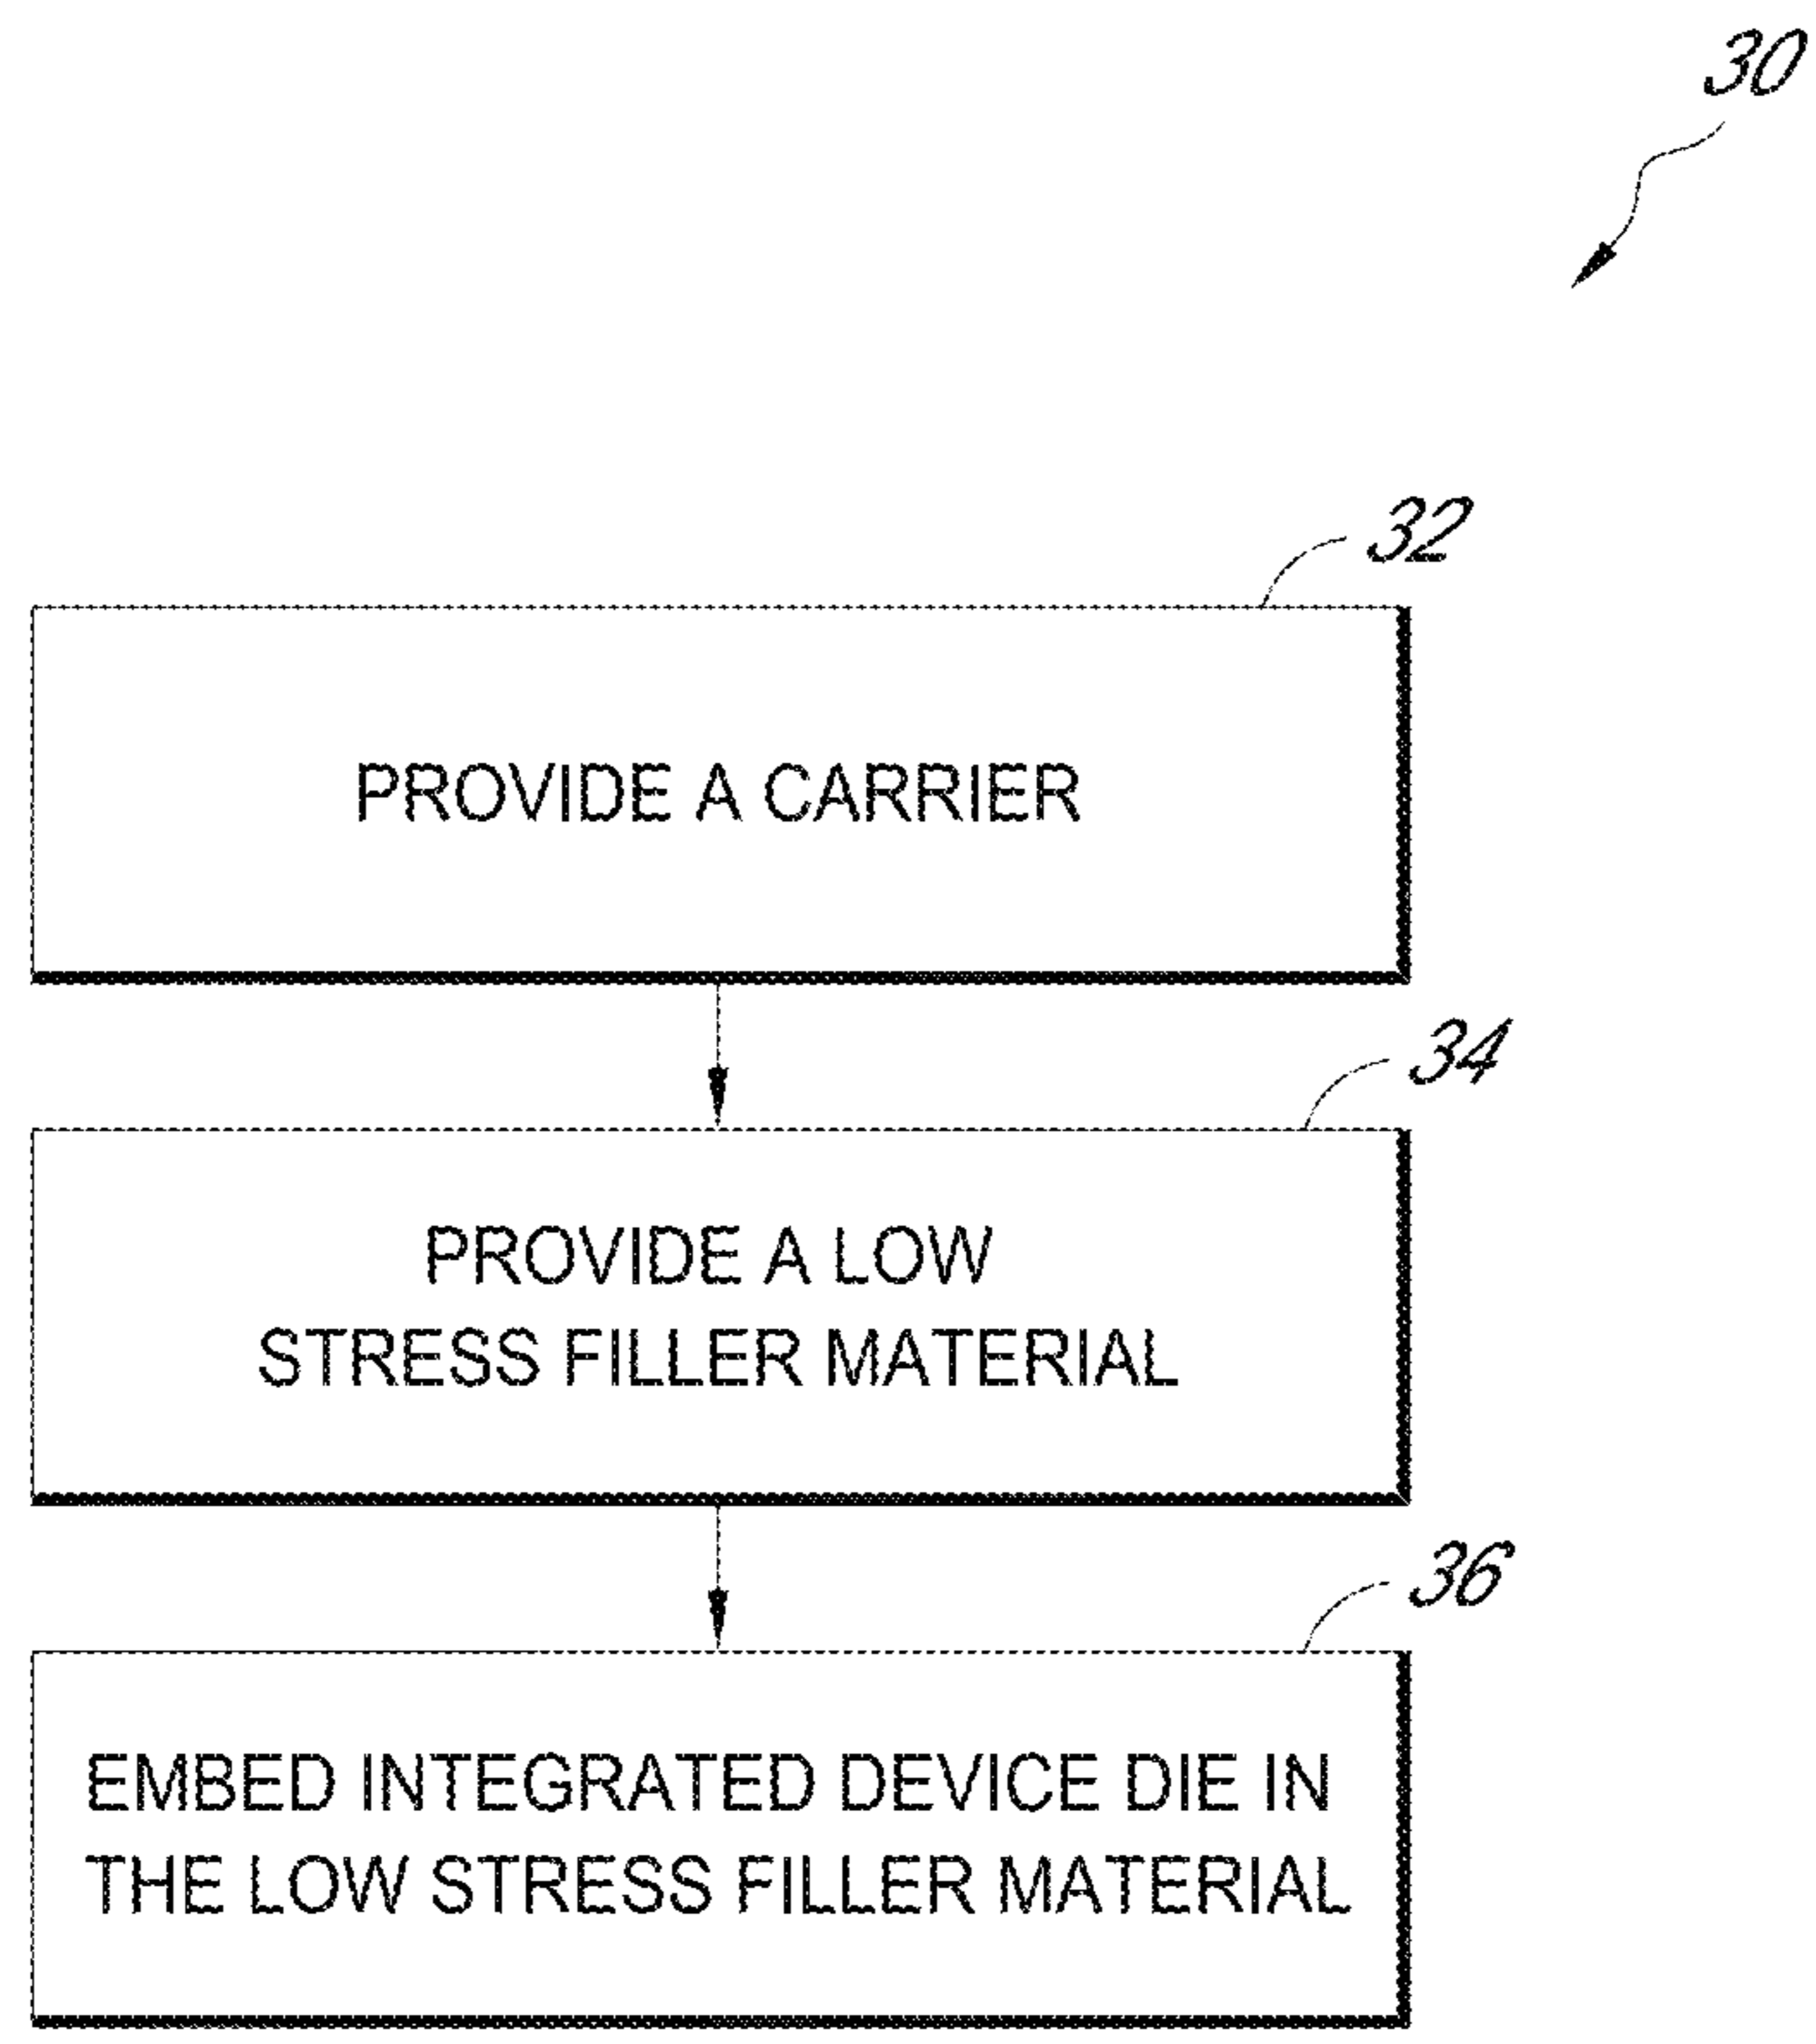 30
32
PROVIDE A CARRIER
34
PROVIDE A LOW
STRESS FILLER MATERIAL
36
EMBED INTEGRATED DEVICE DIE IN
THE LOW STRESS FILLER MATERIAL